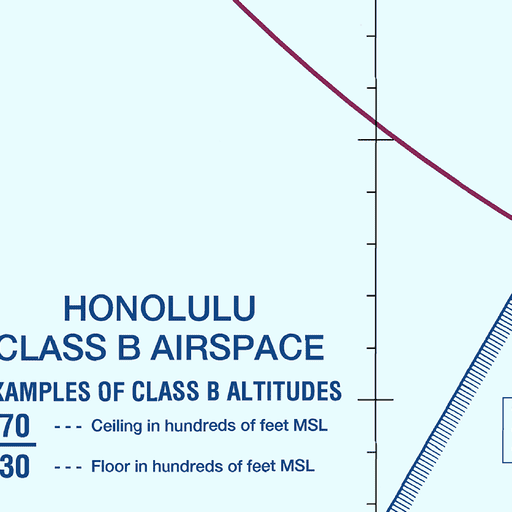 HONOLULU
CLASS B AIRSPACE
EXAMPLES OF CLASS B ALTITUDES
70 --- Ceiling in hundreds of feet MSL
30 --- Floor in hundreds of feet MSL